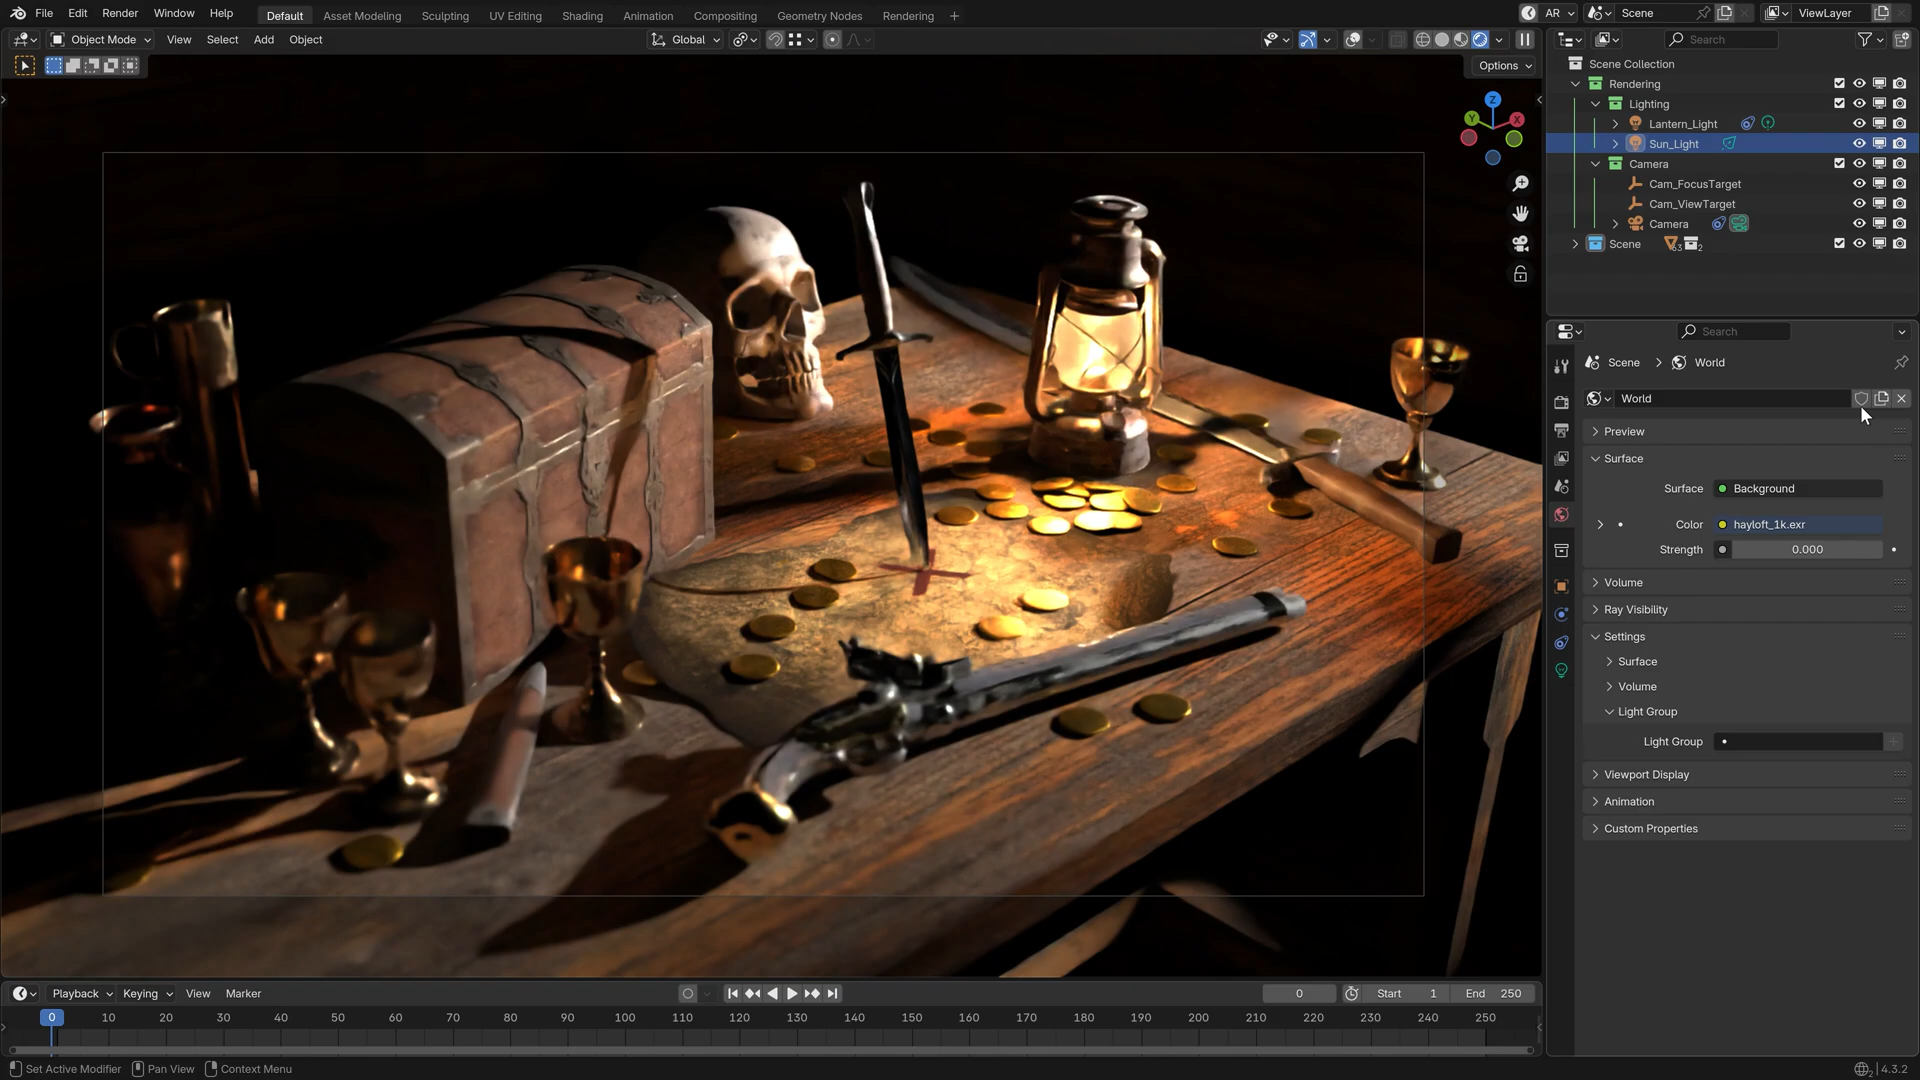 File Edit Render Window Help Default Asset Modeling Sculpting UV Editing Shading Animation Compositing Geometry Nodes Rendering + AR Scene ViewLayer
Object Mode View Select Add Object Global Search
Options
Scene Collection
Rendering
Lighting
Lantern_Light
Sun_Light
Camera
Cam_FocusTarget
Cam_ViewTarget
Camera
Scene 2
Search
Scene World
World
Preview
Surface
Surface Background
Color hayloft_1k.exr
Strength 0.000
Volume
Ray Visibility
Settings
Surface
Volume
Light Group
Light Group
Viewport Display
Animation
Custom Properties
Z
Y
X
Playback Keying View Marker 0 Start 1 End 250
0 10 20 30 40 50 60 70 80 90 100 110 120 130 140 150 160 170 180 190 200 210 220 230 240 250
Set Active Modifier Pan View Context Menu 2 4.3.2